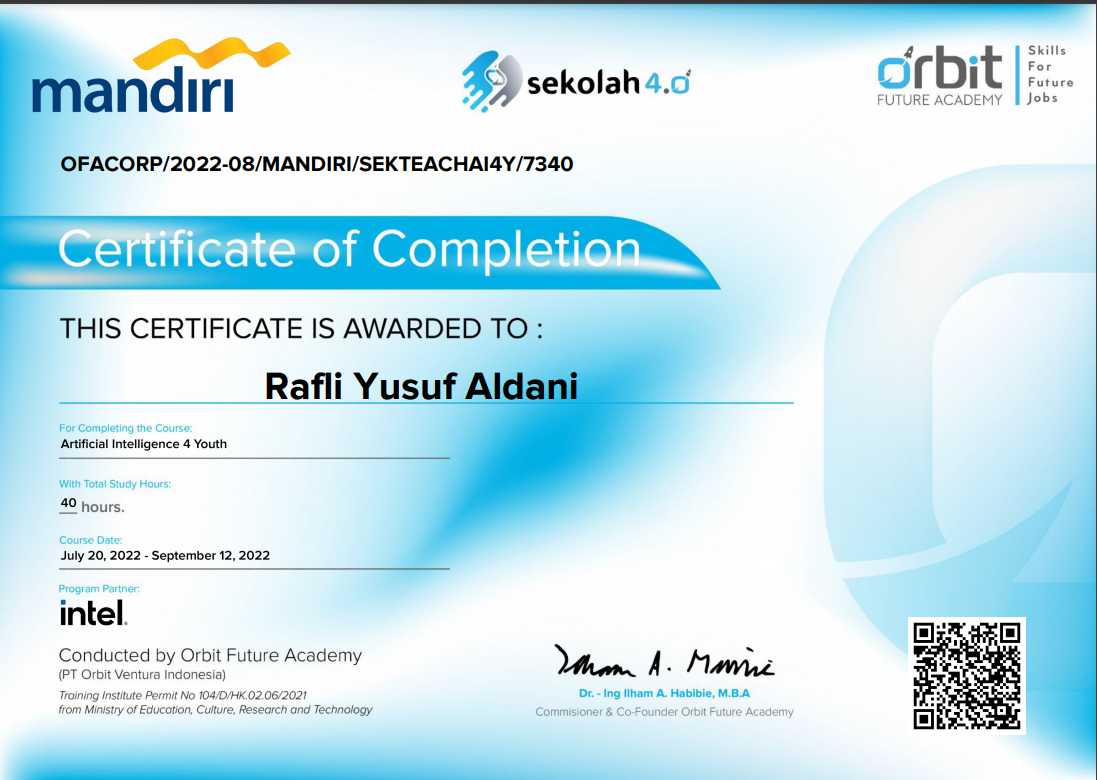 mandiri
sekolah 4.0
Orbit
FUTURE ACADEMY
Skills
For
Future
Jobs
OFACORP/2022-08/MANDIRI/SEKTEACHAI4Y/7340
Certificate of Completion
THIS CERTIFICATE IS AWARDED TO :
Rafli Yusuf Aldani
For Completing the Course:
Artificial Intelligence 4 Youth
With Total Study Hours:
40 hours.
Course Date:
July 20, 2022 - September 12, 2022
Program Partner:
intel.
Conducted by Orbit Future Academy
(PT Orbit Ventura Indonesia)
Training Institute Permit No 104/D/HK.02.06/2021
from Ministry of Education, Culture, Research and Technology
Dr. - Ing Ilham A. Habibie, M.B.A
Commisioner & Co-Founder Orbit Future Academy